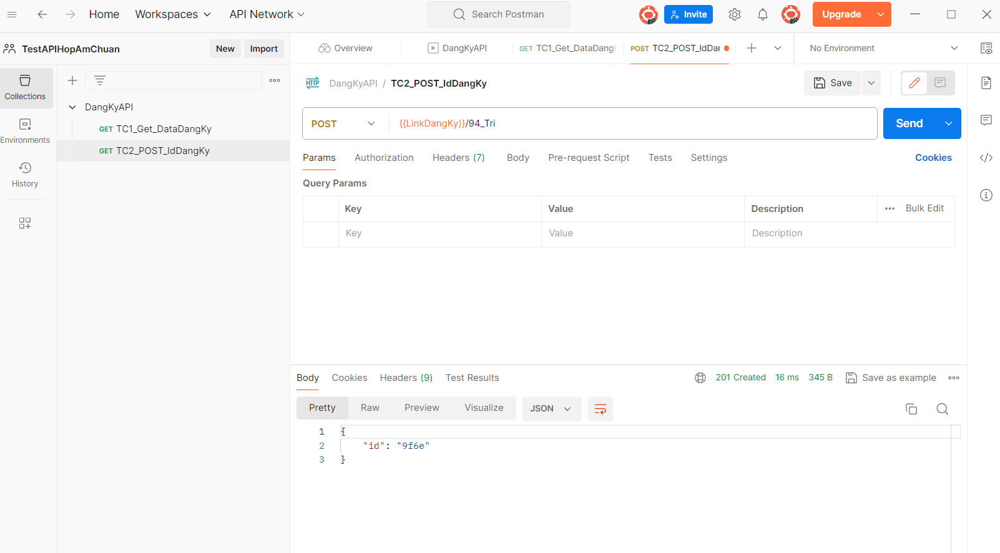 Home Workspaces API Network Search Postman Invite Upgrade
TestAPIHopAmChuan New Import Overview DangKyAPI GET TC1_Get_DataDang POST TC2_POST_IdDar No Environment
Collections
Environments
History
DangKyAPI
GET TC1_Get_DataDangKy
GET TC2_POST_IdDangKy
HTTP DangKyAPI / TC2_POST_IdDangKy Save
POST {{LinkDangKy}}/94_Tri Send
Params Authorization Headers (7) Body Pre-request Script Tests Settings Cookies
Query Params
Key Value Description Bulk Edit
Key Value Description
Body Cookies Headers (9) Test Results 201 Created 16 ms 345 B Save as example
Pretty Raw Preview Visualize JSON
1 {
2 "id": "9f6e"
3 }